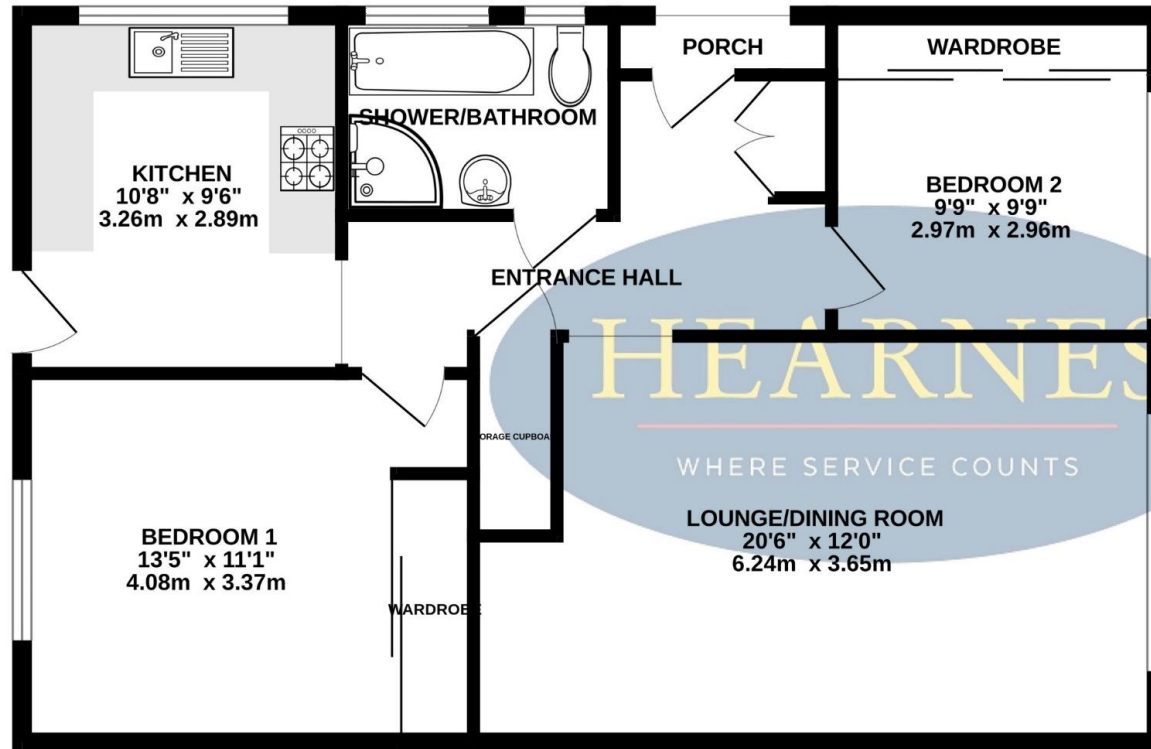 PORCH
WARDROBE
SHOWER/BATHROOM
KITCHEN
10'8" x 9'6"
3.26m x 2.89m
BEDROOM 2
9'9" x 9'9"
2.97m x 2.96m
ENTRANCE HALL
HEARNES
WHERE SERVICE COUNTS
ORAGE CUPBOA
LOUNGE/DINING ROOM
20'6" x 12'0"
6.24m x 3.65m
BEDROOM 1
13'5" x 11'1"
4.08m x 3.37m
WARDROBE